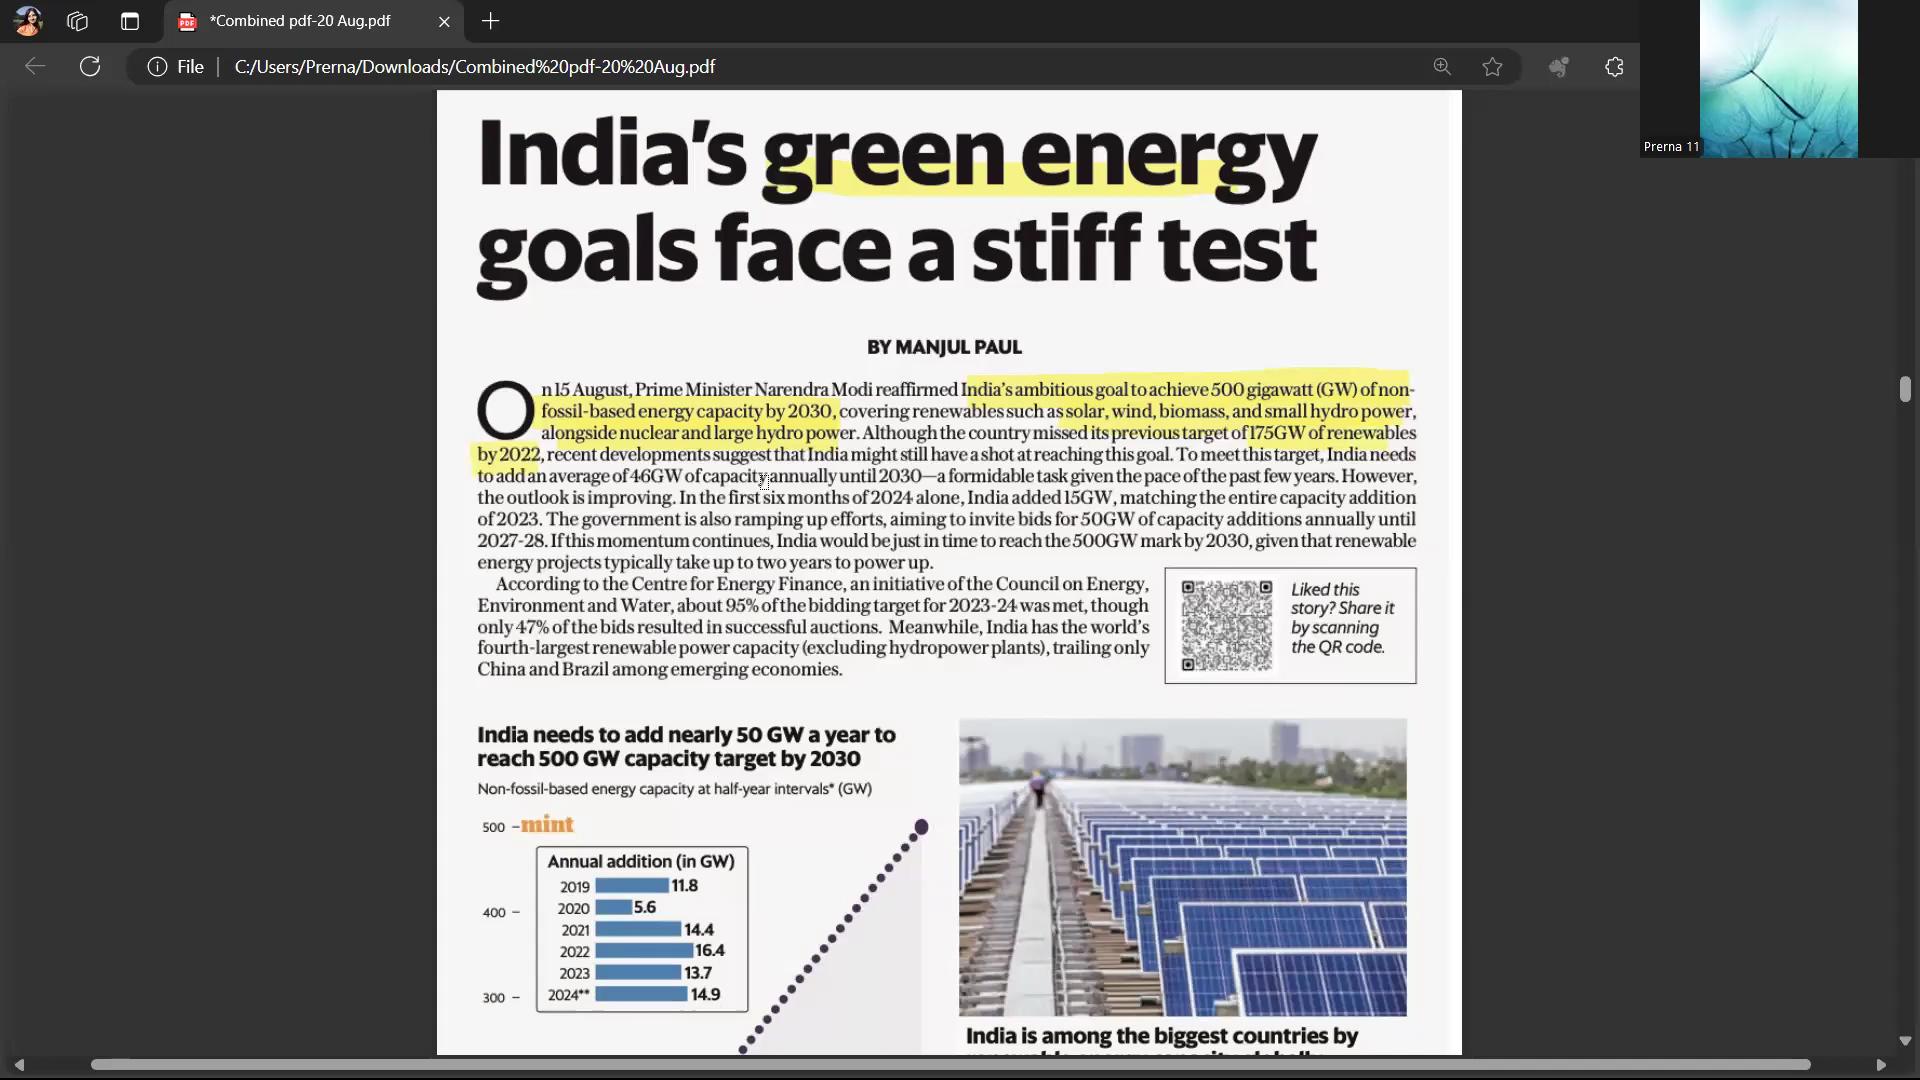 *Combined pdf-20 Aug.pdf
File
C:/Users/Prerna/Downloads/Combined%20pdf-20%20Aug.pdf
Prerna 11
India's green energy
goals face a stiff test
BY MANJUL PAUL
On 15 August, Prime Minister Narendra Modi reaffirmed India's ambitious goal to achieve 500 gigawatt (GW) of non-
fossil-based energy capacity by 2030, covering renewables such as solar, wind, biomass, and small hydro power,
alongside nuclear and large hydro power. Although the country missed its previous target of 175GW of renewables
by 2022, recent developments suggest that India might still have a shot at reaching this goal. To meet this target, India needs
to add an average of 46GW of capacity annually until 2030—a formidable task given the pace of the past few years. However,
the outlook is improving. In the first six months of 2024 alone, India added 15GW, matching the entire capacity addition
of 2023. The government is also ramping up efforts, aiming to invite bids for 50GW of capacity additions annually until
2027-28. If this momentum continues, India would be just in time to reach the 500GW mark by 2030, given that renewable
energy projects typically take up to two years to power up.
According to the Centre for Energy Finance, an initiative of the Council on Energy,
Environment and Water, about 95% of the bidding target for 2023-24 was met, though
only 47% of the bids resulted in successful auctions. Meanwhile, India has the world's
fourth-largest renewable power capacity (excluding hydropower plants), trailing only
China and Brazil among emerging economies.
Liked this
story? Share it
by scanning
the QR code.
India needs to add nearly 50 GW a year to
reach 500 GW capacity target by 2030
Non-fossil-based energy capacity at half-year intervals* (GW)
500
mint
Annual addition (in GW)
2019 11.8
2020 5.6
2021 14.4
2022 16.4
2023 13.7
2024** 14.9
400
300
India is among the biggest countries by